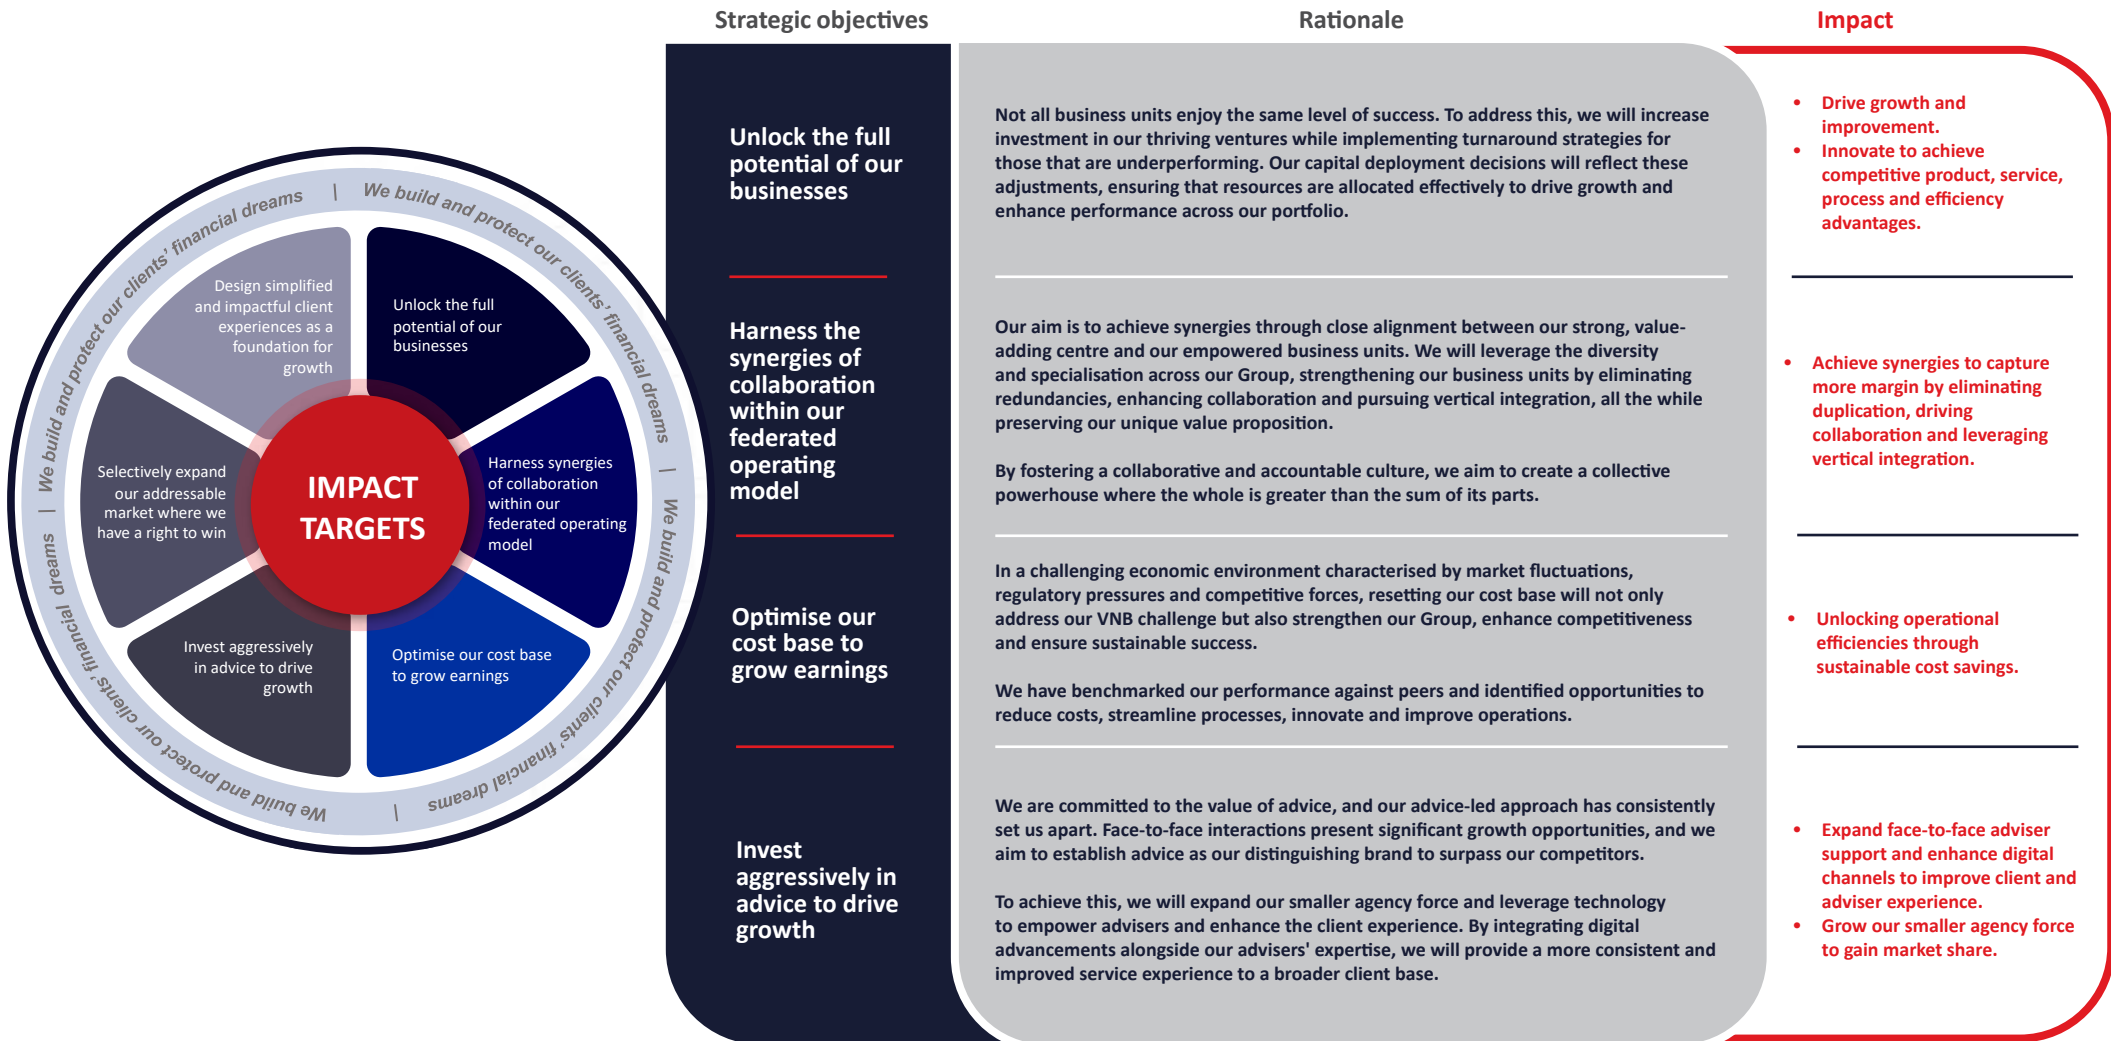 Strategic objectives
Rationale
Impact
We build and protect our clients' financial dreams | We build and protect our clients' financial dreams | We build and protect our clients' financial dreams | We build and protect our clients' financial dreams |
Design simplified
and impactful client
experiences as a
foundation for
growth
Unlock the full
potential of our
businesses
Selectively expand
our addressable
market where we
have a right to win
IMPACT
TARGETS
Harness synergies
of collaboration
within our
federated operating
model
Invest aggressively
in advice to drive
growth
Optimise our cost base
to grow earnings
Unlock the full
potential of our
businesses
Not all business units enjoy the same level of success. To address this, we will increase
investment in our thriving ventures while implementing turnaround strategies for
those that are underperforming. Our capital deployment decisions will reflect these
adjustments, ensuring that resources are allocated effectively to drive growth and
enhance performance across our portfolio.
• Drive growth and
improvement.
• Innovate to achieve
competitive product, service,
process and efficiency
advantages.
Harness the
synergies of
collaboration
within our
federated
operating
model
Our aim is to achieve synergies through close alignment between our strong, value-
adding centre and our empowered business units. We will leverage the diversity
and specialisation across our Group, strengthening our business units by eliminating
redundancies, enhancing collaboration and pursuing vertical integration, all the while
preserving our unique value proposition.
By fostering a collaborative and accountable culture, we aim to create a collective
powerhouse where the whole is greater than the sum of its parts.
• Achieve synergies to capture
more margin by eliminating
duplication, driving
collaboration and leveraging
vertical integration.
Optimise our
cost base to
grow earnings
In a challenging economic environment characterised by market fluctuations,
regulatory pressures and competitive forces, resetting our cost base will not only
address our VNB challenge but also strengthen our Group, enhance competitiveness
and ensure sustainable success.
We have benchmarked our performance against peers and identified opportunities to
reduce costs, streamline processes, innovate and improve operations.
• Unlocking operational
efficiencies through
sustainable cost savings.
Invest
aggressively in
advice to drive
growth
We are committed to the value of advice, and our advice-led approach has consistently
set us apart. Face-to-face interactions present significant growth opportunities, and we
aim to establish advice as our distinguishing brand to surpass our competitors.
To achieve this, we will expand our smaller agency force and leverage technology
to empower advisers and enhance the client experience. By integrating digital
advancements alongside our advisers' expertise, we will provide a more consistent and
improved service experience to a broader client base.
• Expand face-to-face adviser
support and enhance digital
channels to improve client and
adviser experience.
• Grow our smaller agency force
to gain market share.